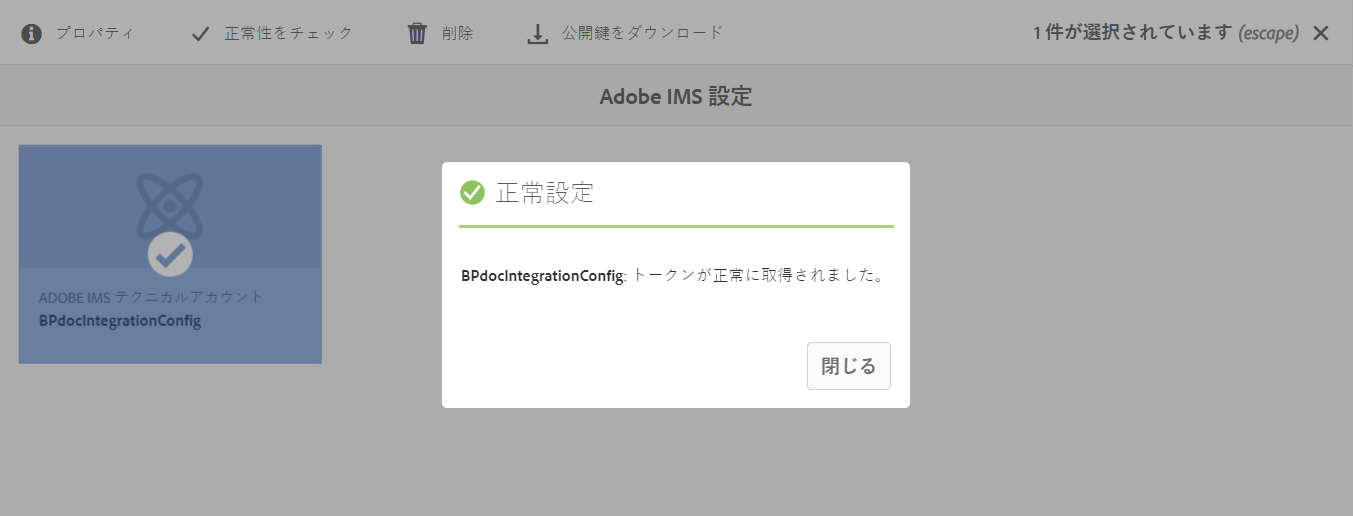 プロパティ 正常性をチェック 削除 公開鍵をダウンロード 1 件が選択されています (escape)
Adobe IMS 設定
正常設定
BPdocIntegrationConfig: トークンが正常に取得されました。
閉じる
ADOBE IMS テクニカルアカウント
BPdocIntegrationConfig